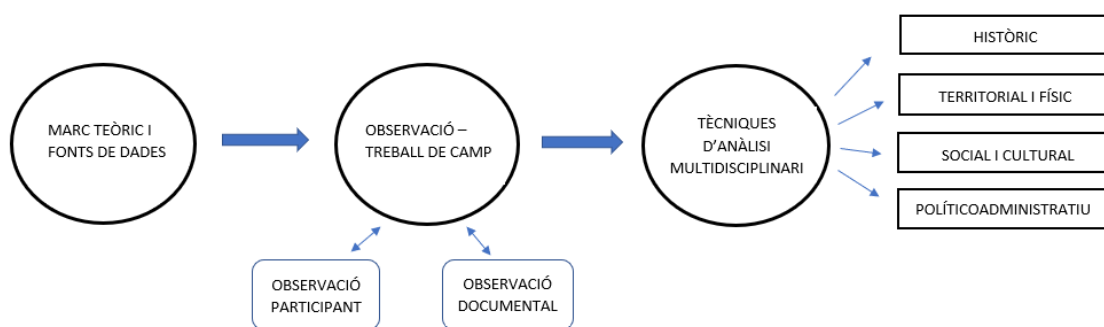 MARC TEÒRIC I
FONTS DE DADES
OBSERVACIÓ –
TREBALL DE CAMP
OBSERVACIÓ
PARTICIPANT
OBSERVACIÓ
DOCUMENTAL
TÈCNIQUES
D’ANÀLISI
MULTIDISCIPLINARI
HISTÒRIC
TERRITORIAL I FÍSIC
SOCIAL I CULTURAL
POLÍTICOADMINISTRATIU